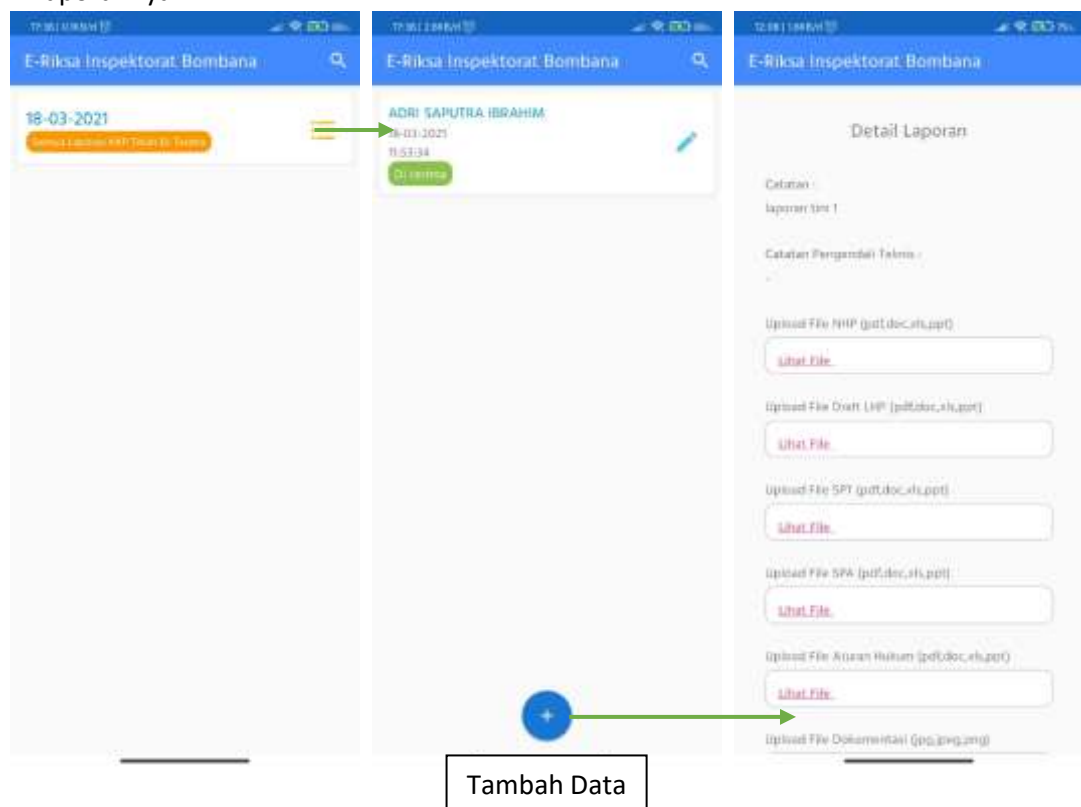 E-Riksa Inspektorat Bombana
18-03-2021
E-Riksa Inspektorat Bombana
ADRI SAPUTRA IBRAHIM
18-03-2021
11:53:34
Di terima
Tambah Data
E-Riksa Inspektorat Bombana
Detail Laporan
Catatan :
laporan tim 1
Catatan Pengendali Teknis :
-
Upload File NHP (pdf,doc,xls,ppt)
Lihat File
Upload File Draft LHP (pdf,doc,xls,ppt)
Lihat File
Upload File SPT (pdf,doc,xls,ppt)
Lihat File
Upload File SPA (pdf,doc,xls,ppt)
Lihat File
Upload File Aturan Hukum (pdf,doc,xls,ppt)
Lihat File
Upload File Dokumentasi (jpg,jpeg,png)